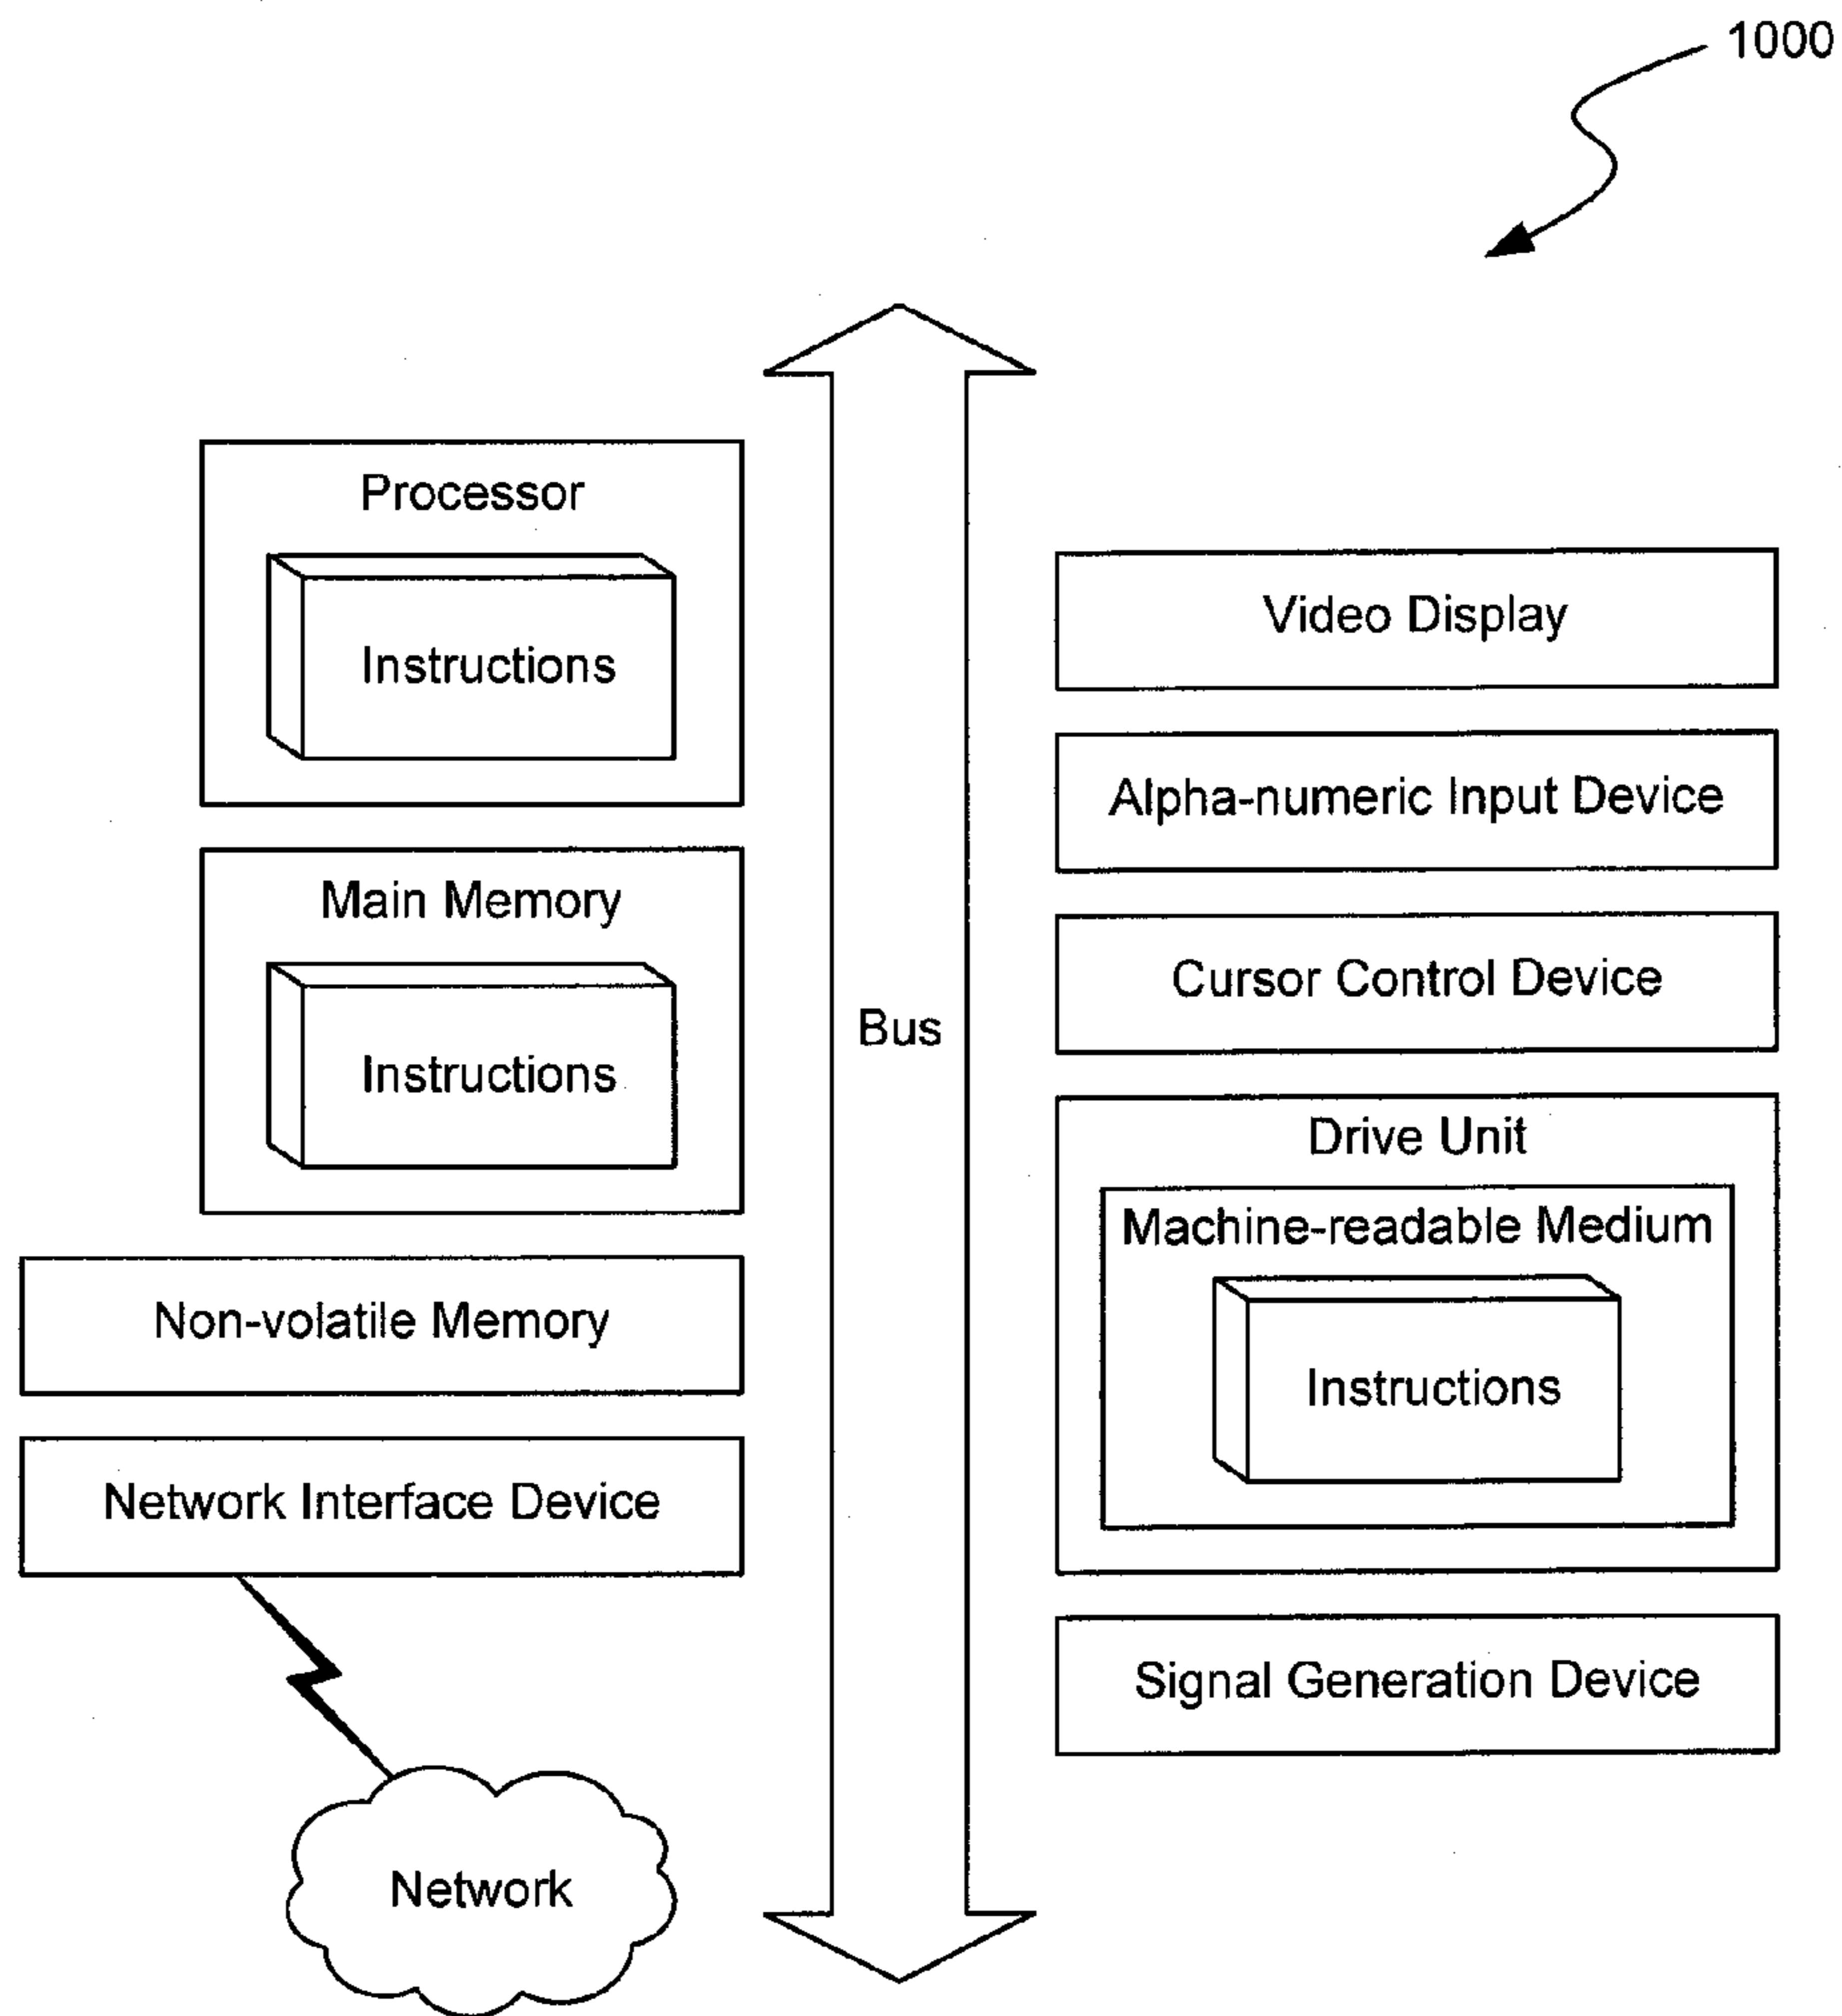 1000
Processor
Instructions
Main Memory
Instructions
Non-volatile Memory
Network Interface Device
Network
Bus
Video Display
Alpha-numeric Input Device
Cursor Control Device
Drive Unit
Machine-readable Medium
Instructions
Signal Generation Device